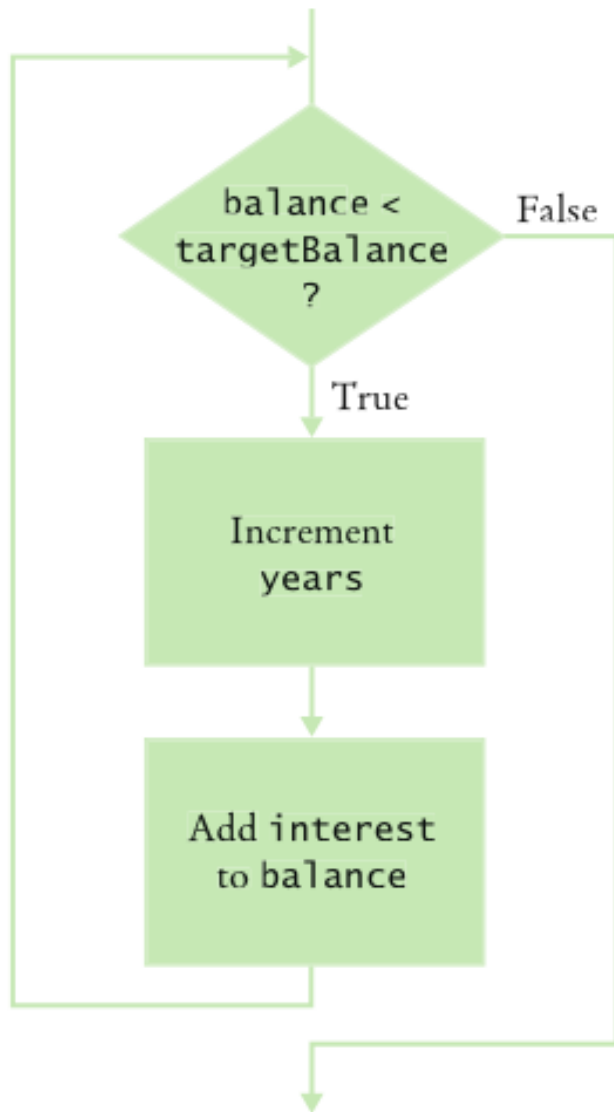 balance <
targetBalance
?
False
True
Increment
years
Add interest
to balance